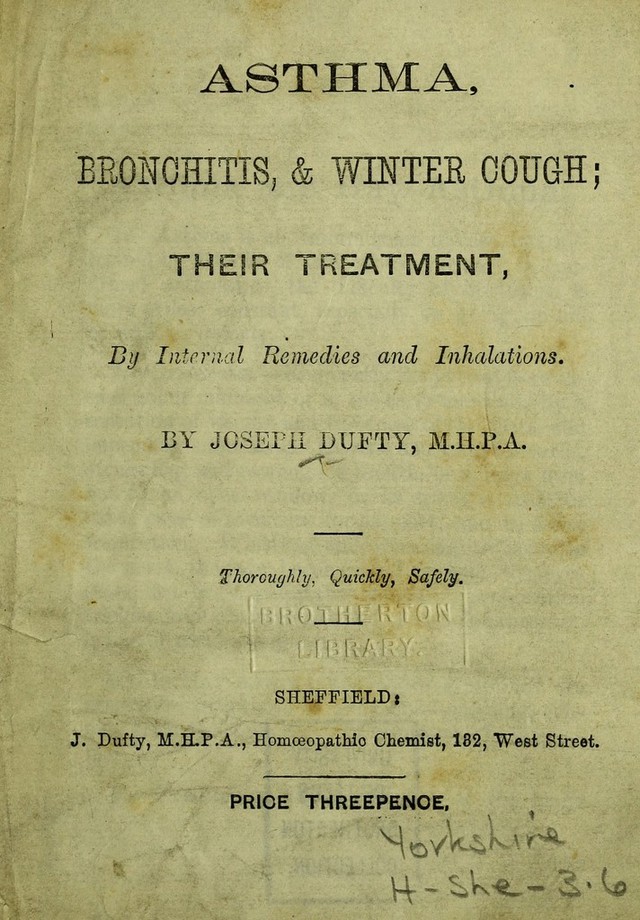 ASTHMA,
BRONCHITIS, & WINTER COUGH;
THEIR TREATMENT,
By Internal Remedies and Inhalations.
BY JOSEPH DUFTY, M.H.P.A.
Thoroughly, Quickly, Safely.
BROTHERTON
LIBRARY.
SHEFFIELD:
J. Dufty, M.H.P.A., Homœopathic Chemist, 132, West Street.
PRICE THREEPENCE,
Yorkshire
H-She-3.6